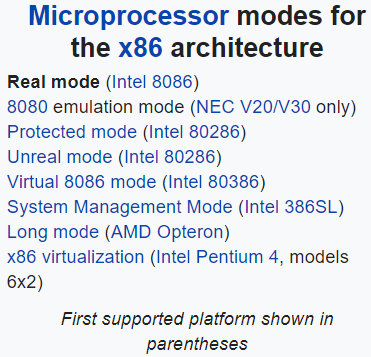 Microprocessor modes for
the x86 architecture
Real mode (Intel 8086)
8080 emulation mode (NEC V20/V30 only)
Protected mode (Intel 80286)
Unreal mode (Intel 80286)
Virtual 8086 mode (Intel 80386)
System Management Mode (Intel 386SL)
Long mode (AMD Opteron)
x86 virtualization (Intel Pentium 4, models
6x2)
First supported platform shown in
parentheses